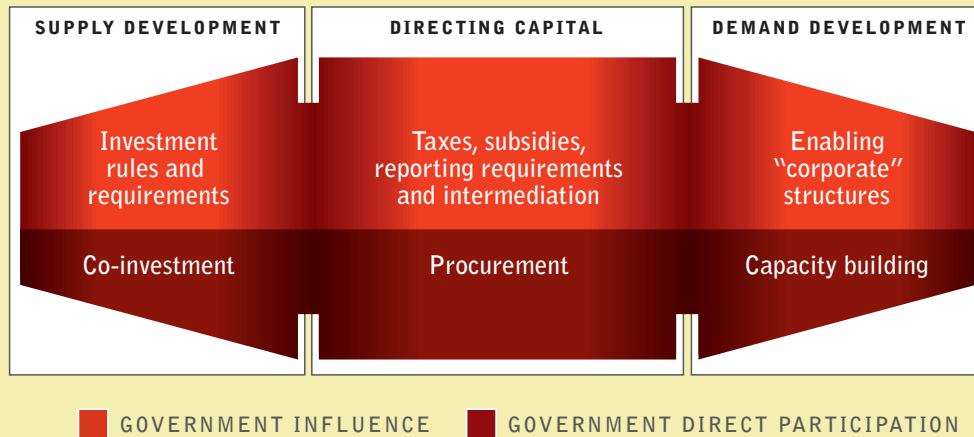 SUPPLY DEVELOPMENT
DIRECTING CAPITAL
DEMAND DEVELOPMENT
Investment
rules and
requirements
Taxes, subsidies,
reporting requirements
and intermediation
Enabling
"corporate"
structures
Co-investment
Procurement
Capacity building
GOVERNMENT INFLUENCE
GOVERNMENT DIRECT PARTICIPATION